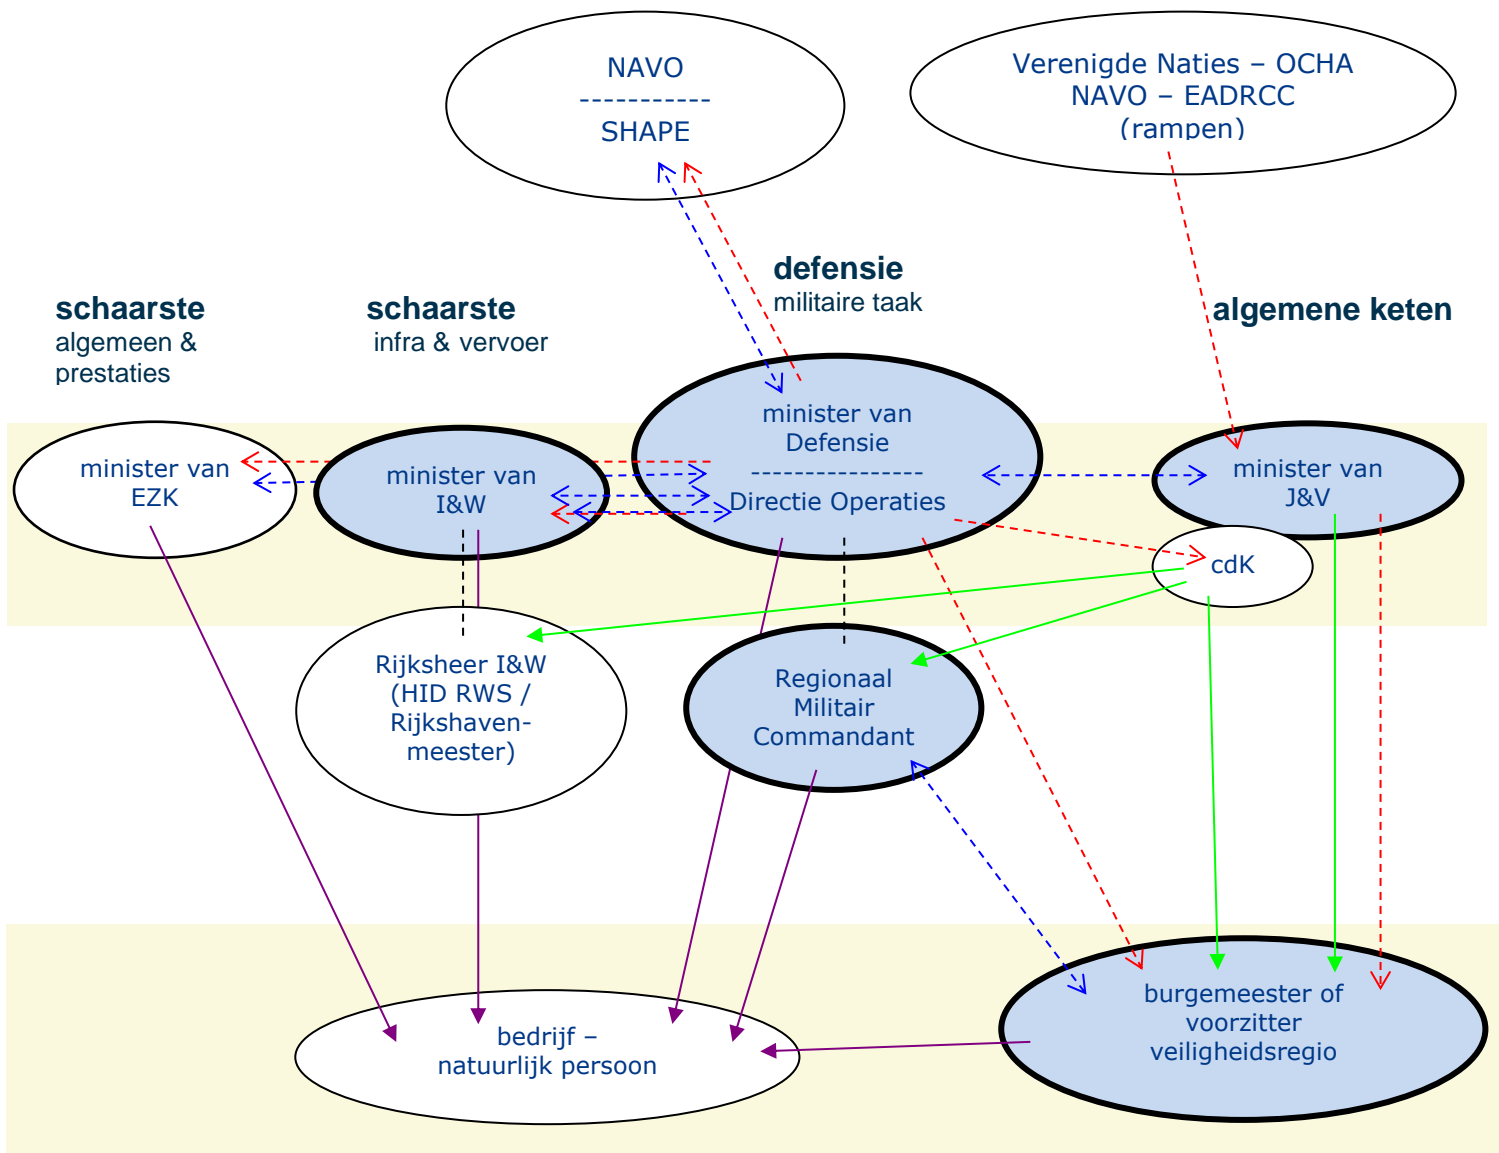 NAVO
-----------
SHAPE
Verenigde Naties – OCHA
NAVO – EADRCC
(rampen)
defensie
militaire taak
schaarste
algemeen &
prestaties
schaarste
infra & vervoer
algemene keten
minister van
EZK
minister van
I&W
minister van
Defensie
----------------
Directie Operaties
minister van
J&V
cdK
Rijksheer I&W
(HID RWS /
Rijkshaven-
meester)
Regionaal
Militair
Commandant
bedrijf –
natuurlijk persoon
burgemeester of
voorzitter
veiligheidsregio